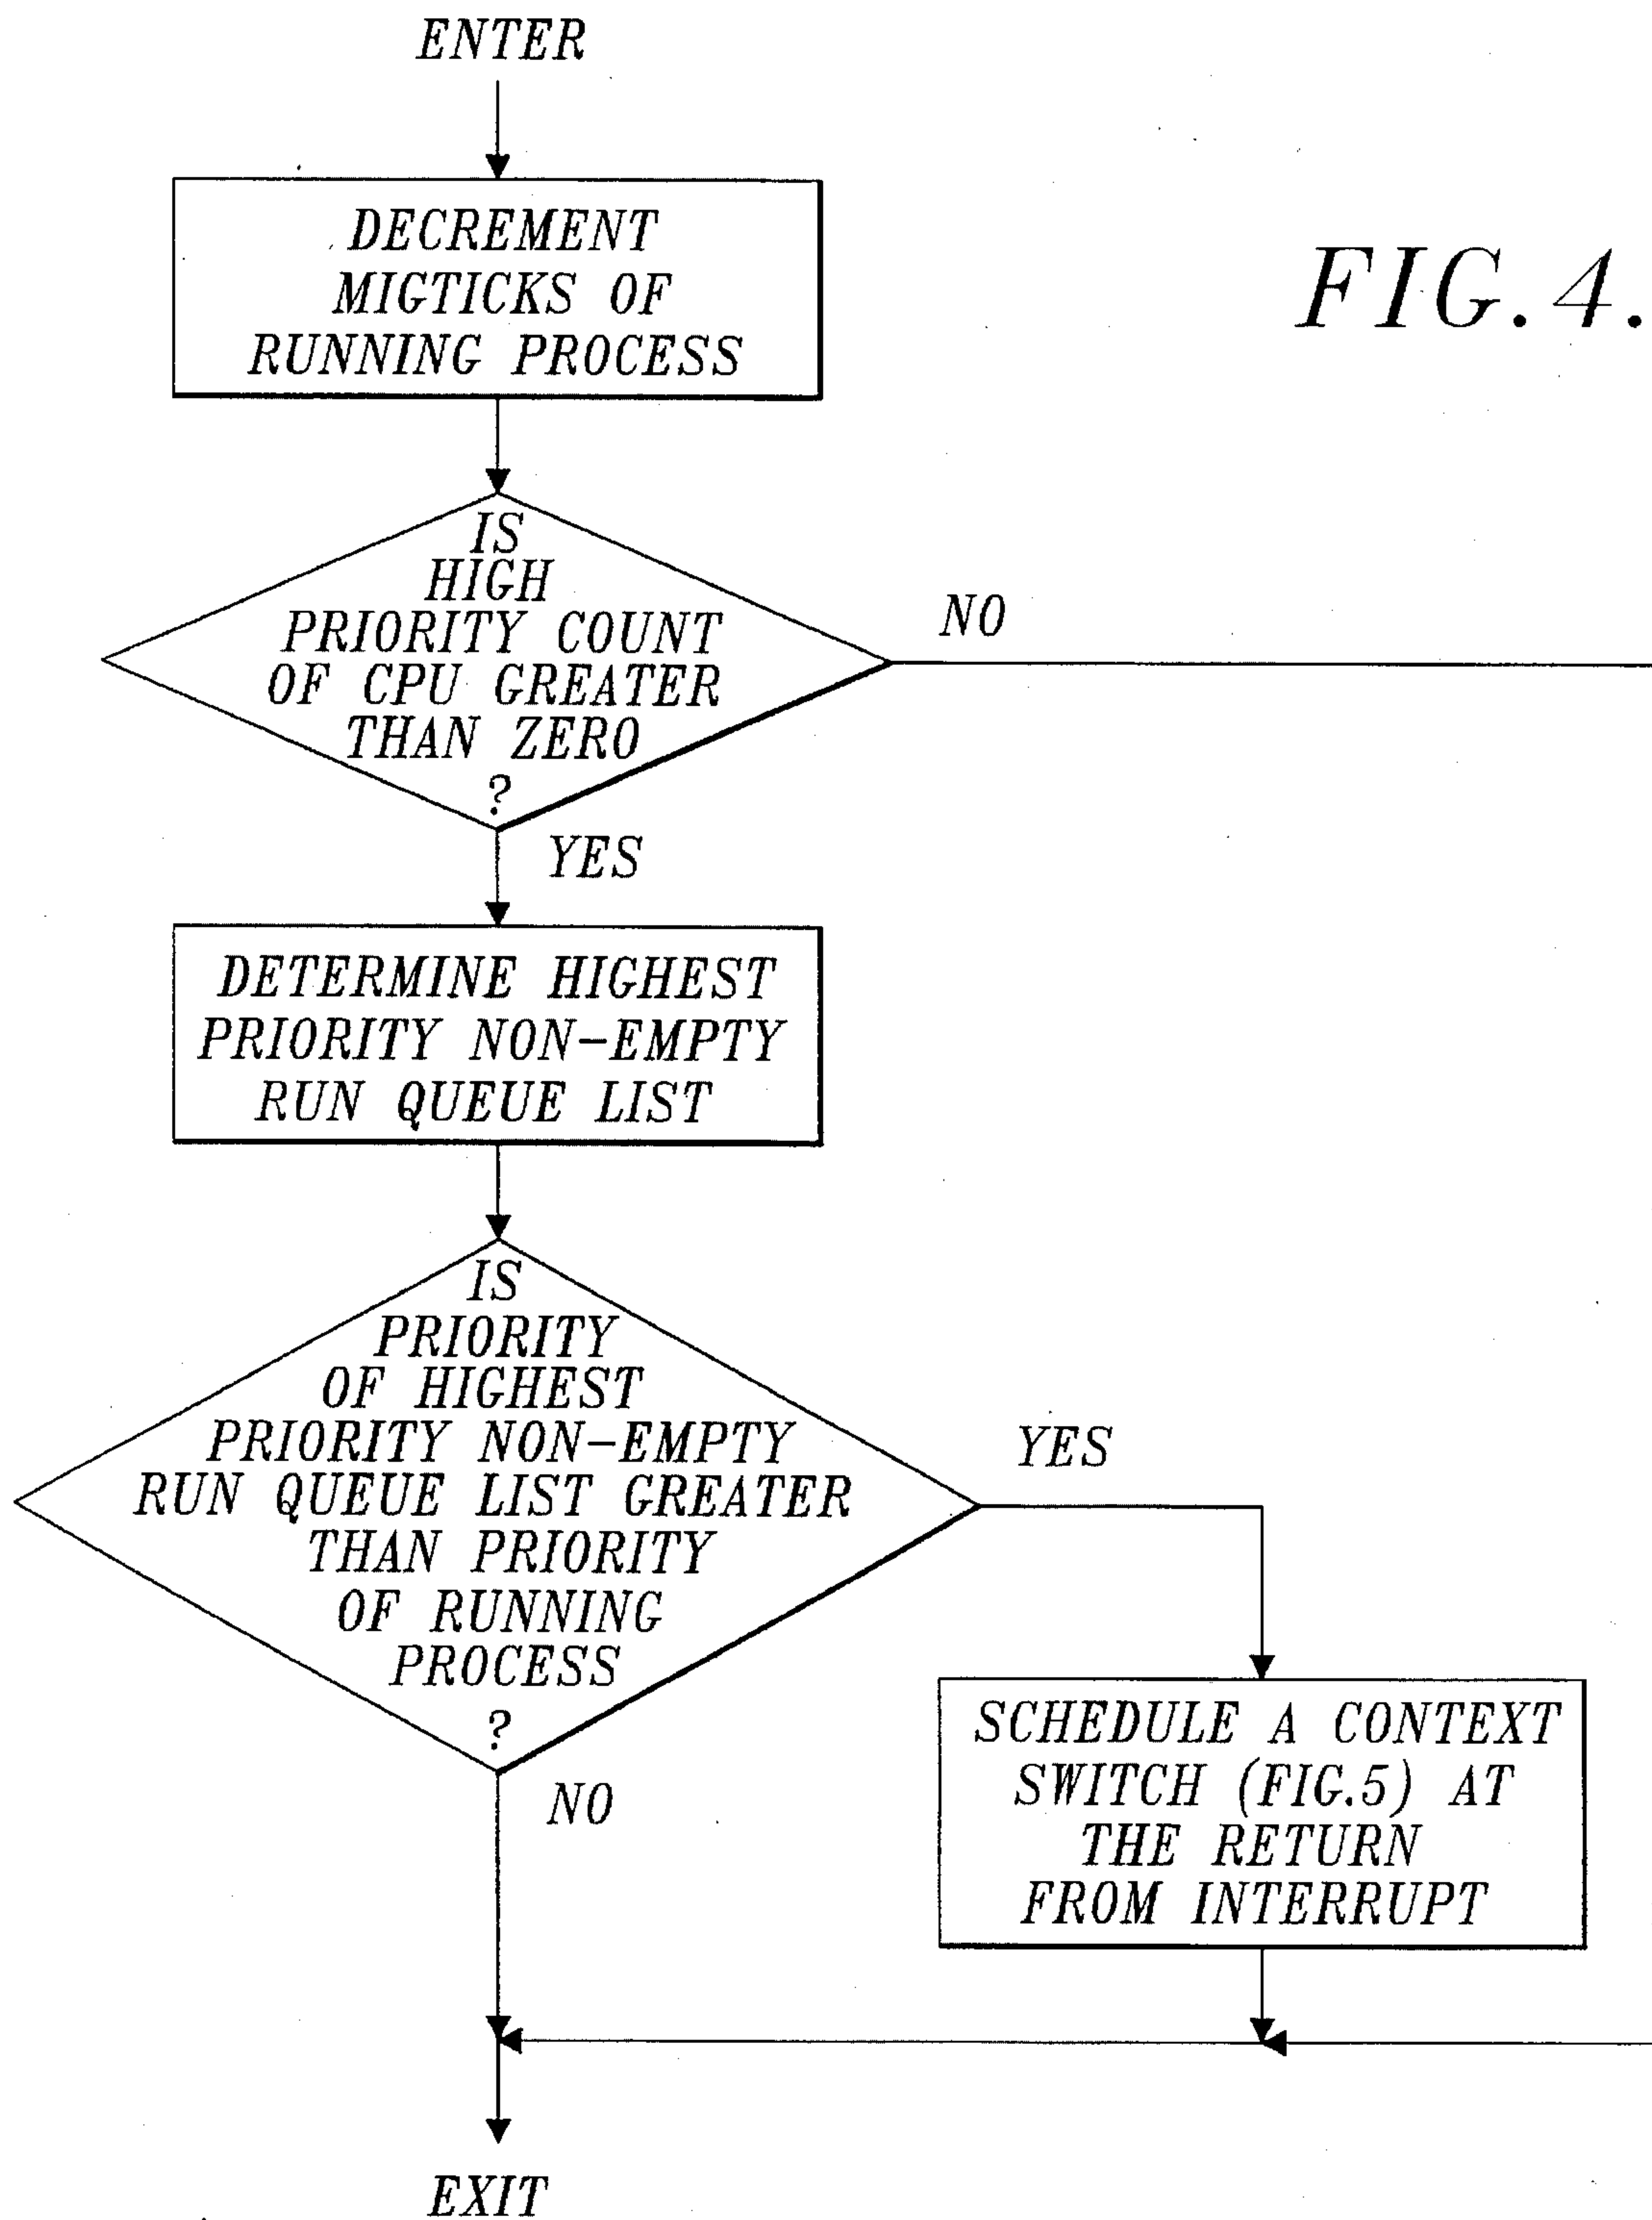 ENTER
DECREMENT
MIGTICKS OF
RUNNING PROCESS
FIG.4.
IS
HIGH
PRIORITY COUNT
OF CPU GREATER
THAN ZERO
?
NO
YES
DETERMINE HIGHEST
PRIORITY NON-EMPTY
RUN QUEUE LIST
IS
PRIORITY
OF HIGHEST
PRIORITY NON-EMPTY
RUN QUEUE LIST GREATER
THAN PRIORITY
OF RUNNING
PROCESS
?
YES
NO
SCHEDULE A CONTEXT
SWITCH (FIG.5) AT
THE RETURN
FROM INTERRUPT
EXIT